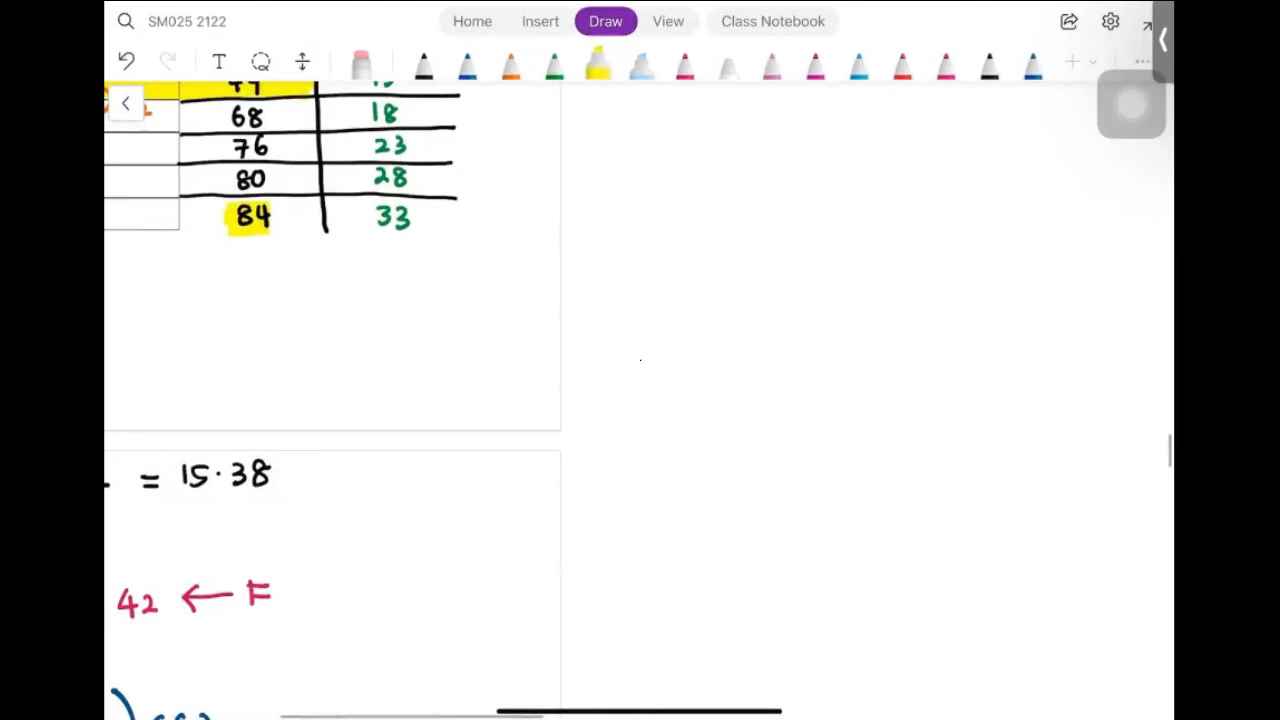 SM025 2122
Home Insert Draw View Class Notebook
T
68 18
76 23
80 28
84 33
= 15.38
42 ← F